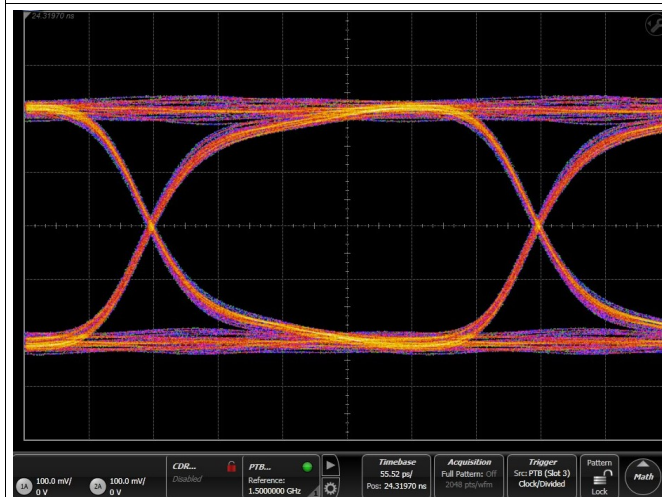 24.31970 ns
1A
100.0 mV/
0 V
2A
100.0 mV/
0 V
CDR...
Disabled
PTB...
Reference:
1.5000000 GHz
Timebase
55.52 ps/
Pos: 24.31970 ns
Acquisition
Full Pattern: Off
2048 pts/wfm
Trigger
Src: PTB (Slot 3)
Clock/Divided
Pattern
Lock
Math